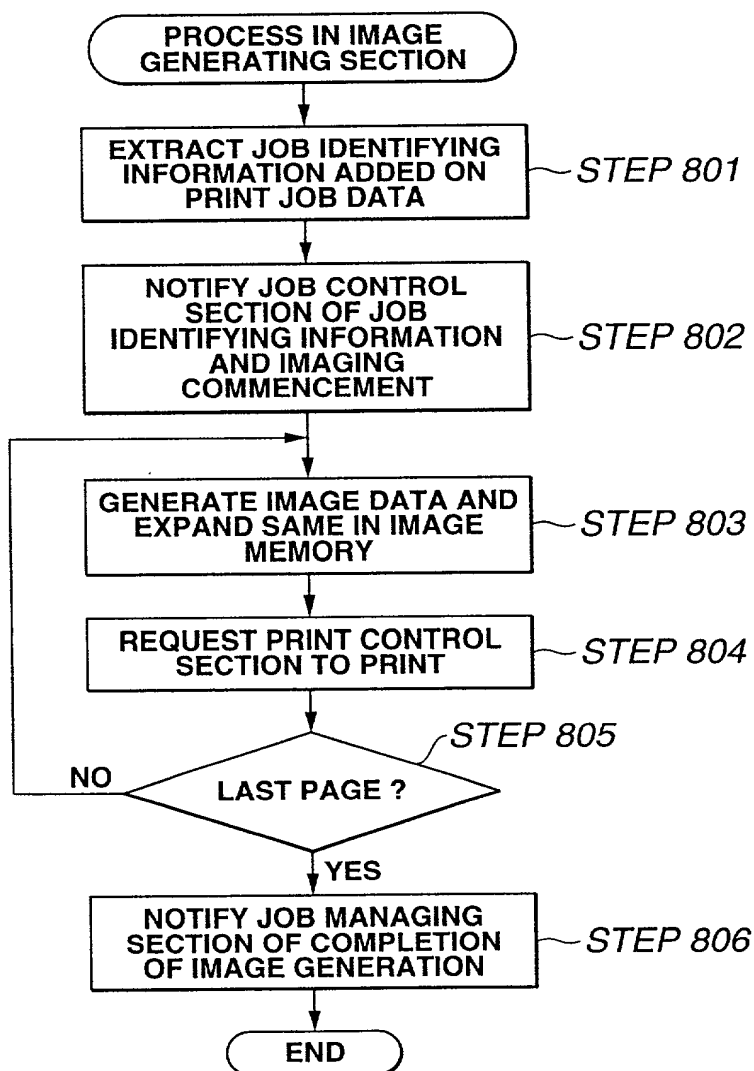 PROCESS IN IMAGE
GENERATING SECTION
EXTRACT JOB IDENTIFYING
INFORMATION ADDED ON
PRINT JOB DATA
STEP 801
NOTIFY JOB CONTROL
SECTION OF JOB
IDENTIFYING INFORMATION
AND IMAGING
COMMENCEMENT
STEP 802
GENERATE IMAGE DATA AND
EXPAND SAME IN IMAGE
MEMORY
STEP 803
REQUEST PRINT CONTROL
SECTION TO PRINT
STEP 804
STEP 805
NO
LAST PAGE ?
YES
NOTIFY JOB MANAGING
SECTION OF COMPLETION
OF IMAGE GENERATION
STEP 806
END